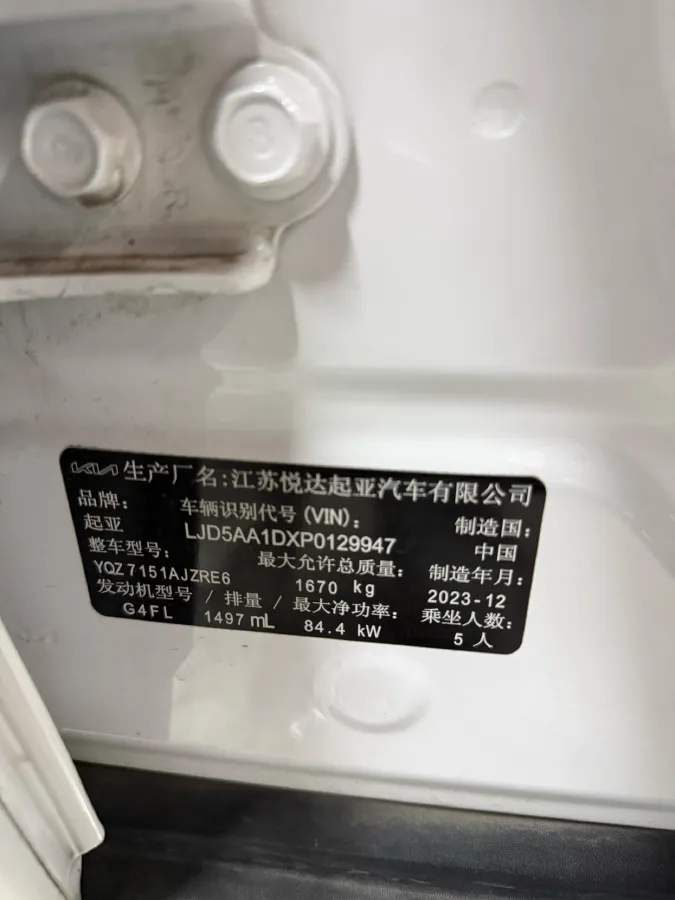 KIA 生产厂名:江苏悦达起亚汽车有限公司
品牌: 车辆识别代号(VIN): 制造国:
起亚 LJD5AA1DXP0129947 中国
整车型号: 最大允许总质量: 制造年月:
YQZ7151AJZRE6 1670 kg 2023-12
发动机型号 / 排量 / 最大净功率: 乘坐人数:
G4FL 1497mL 84.4 kW 5人